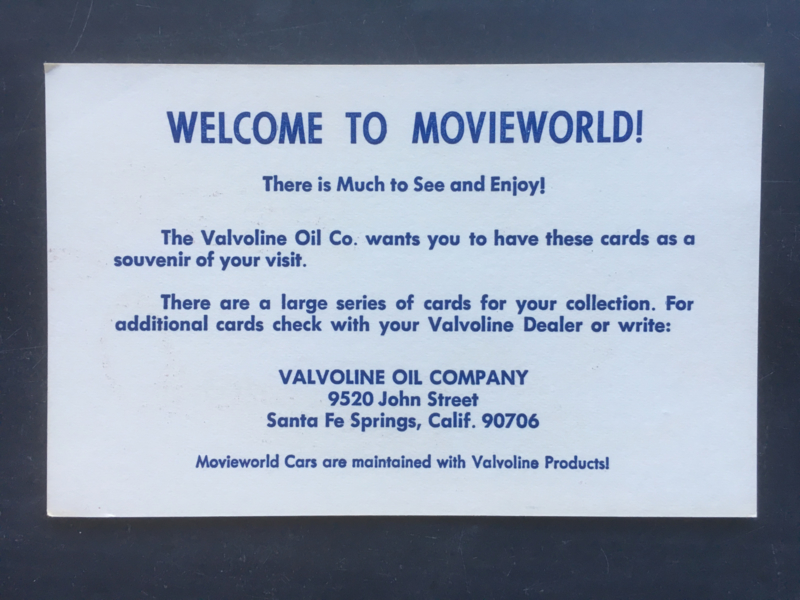 WELCOME TO MOVIEWORLD!
There is Much to See and Enjoy!
The Valvoline Oil Co. wants you to have these cards as a
souvenir of your visit.
There are a large series of cards for your collection. For
additional cards check with your Valvoline Dealer or write:
VALVOLINE OIL COMPANY
9520 John Street
Santa Fe Springs, Calif. 90706
Movieworld Cars are maintained with Valvoline Products!